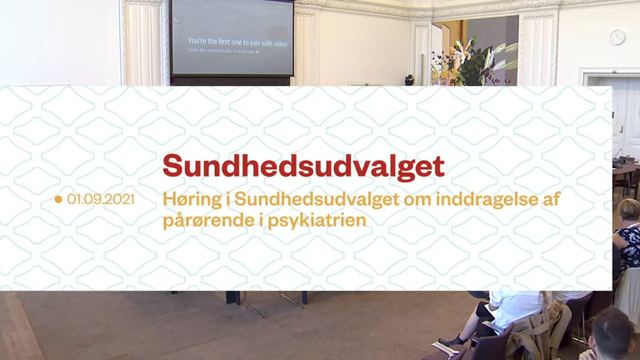 You're the first one to join with video
Sundhedsudvalget
01.09.2021
Høring i Sundhedsudvalget om inddragelse af
pårørende i psykiatrien